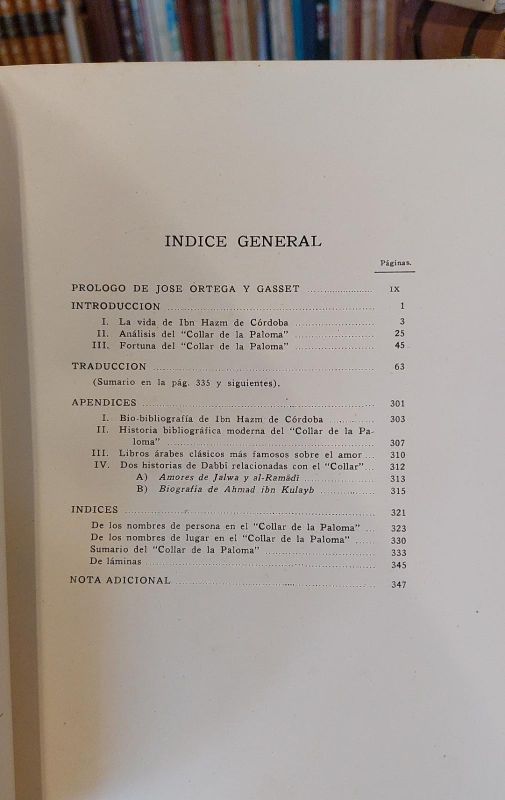 INDICE GENERAL
Páginas.
PROLOGO DE JOSE ORTEGA Y GASSET ........................ IX
INTRODUCCION ........................ 1
I. La vida de Ibn Hazm de Córdoba ........................ 3
II. Análisis del "Collar de la Paloma" ........................ 25
III. Fortuna del "Collar de la Paloma" ........................ 45
TRADUCCION ........................ 63
(Sumario en la pág. 335 y siguientes).
APENDICES ........................ 301
I. Bio-bibliografía de Ibn Hazm de Córdoba ............. 303
II. Historia bibliográfica moderna del "Collar de la Pa-
loma" ........................ 307
III. Libros árabes clásicos más famosos sobre el amor .... 310
IV. Dos historias de Dabbī relacionadas con el "Collar"... 312
A) Amores de Jalwa y al-Ramādī ................ 313
B) Biografía de Ahmad ibn Kulayb ................ 315
INDICES ........................ 321
De los nombres de persona en el "Collar de la Paloma" ... 323
De los nombres de lugar en el "Collar de la Paloma" ...... 330
Sumario del "Collar de la Paloma" ........................ 333
De láminas ........................ 345
NOTA ADICIONAL ........................ 347